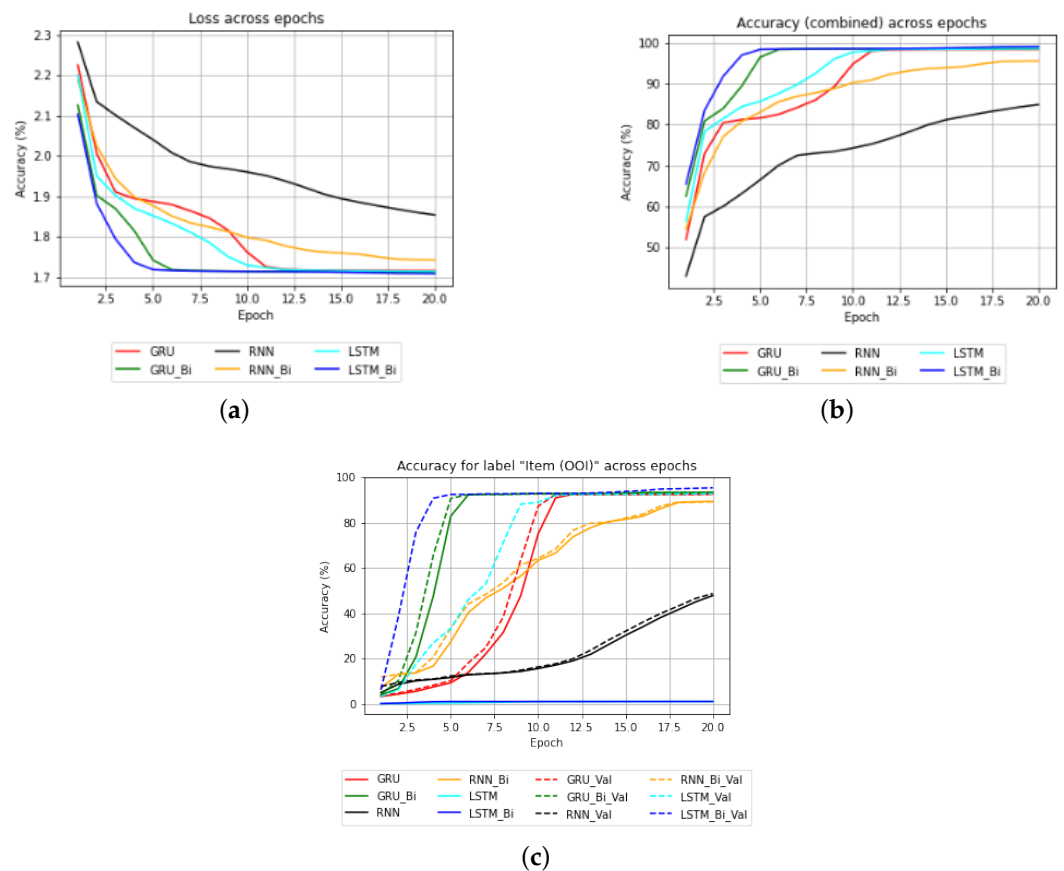 Loss across epochs
2.3
2.2
2.1
2.0
1.9
1.8
1.7
Accuracy (%)
2.5 5.0 7.5 10.0 12.5 15.0 17.5 20.0
Epoch
GRU RNN LSTM
GRU_Bi RNN_Bi LSTM_Bi
(a)
Accuracy (combined) across epochs
100
90
80
70
60
50
Accuracy (%)
2.5 5.0 7.5 10.0 12.5 15.0 17.5 20.0
Epoch
GRU RNN LSTM
GRU_Bi RNN_Bi LSTM_Bi
(b)
Accuracy for label "Item (OOI)" across epochs
100
80
60
40
20
0
Accuracy (%)
2.5 5.0 7.5 10.0 12.5 15.0 17.5 20.0
Epoch
GRU RNN_Bi GRU_Val RNN_Bi_Val
GRU_Bi LSTM GRU_Bi_Val LSTM_Val
RNN LSTM_Bi RNN_Val LSTM_Bi_Val
(c)